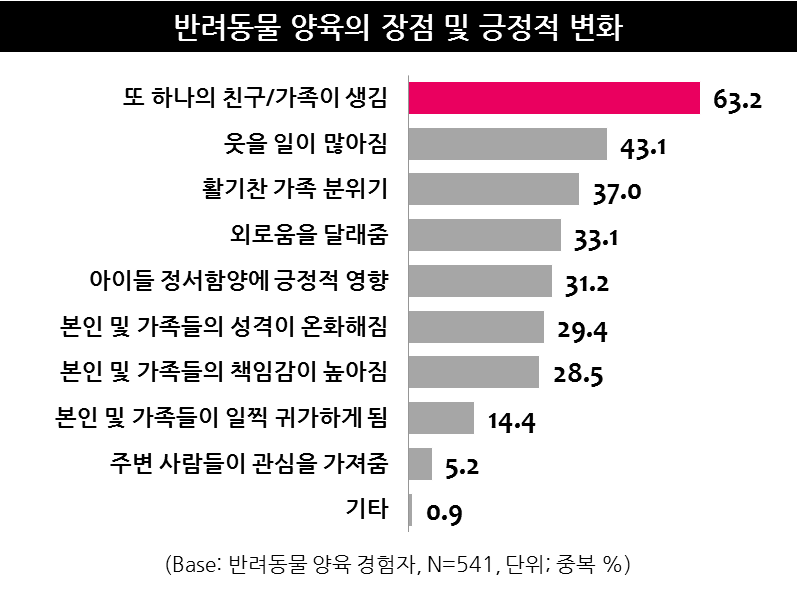 반려동물 양육의 장점 및 긍정적 변화
또 하나의 친구/가족이 생김 63.2
웃을 일이 많아짐 43.1
활기찬 가족 분위기 37.0
외로움을 달래줌 33.1
아이들 정서함양에 긍정적 영향 31.2
본인 및 가족들의 성격이 온화해짐 29.4
본인 및 가족들의 책임감이 높아짐 28.5
본인 및 가족들이 일찍 귀가하게 됨 14.4
주변 사람들이 관심을 가져줌 5.2
기타 0.9
(Base: 반려동물 양육 경험자, N=541, 단위; 중복 %)